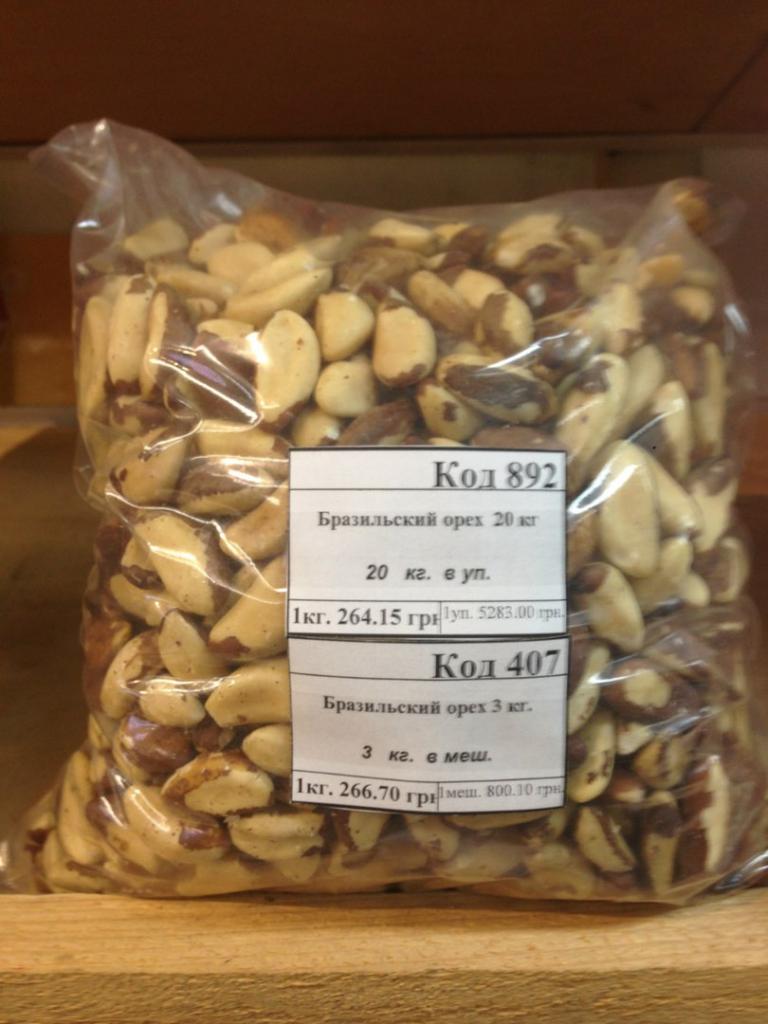 Код 892
Бразильский орех 20 кг
20 кг. в уп.
1кг. 264.15 грн 1уп. 5283.00 грн.
Код 407
Бразильский орех 3 кг.
3 кг. в меш.
1кг. 266.70 грн 1меш. 800.10 грн.